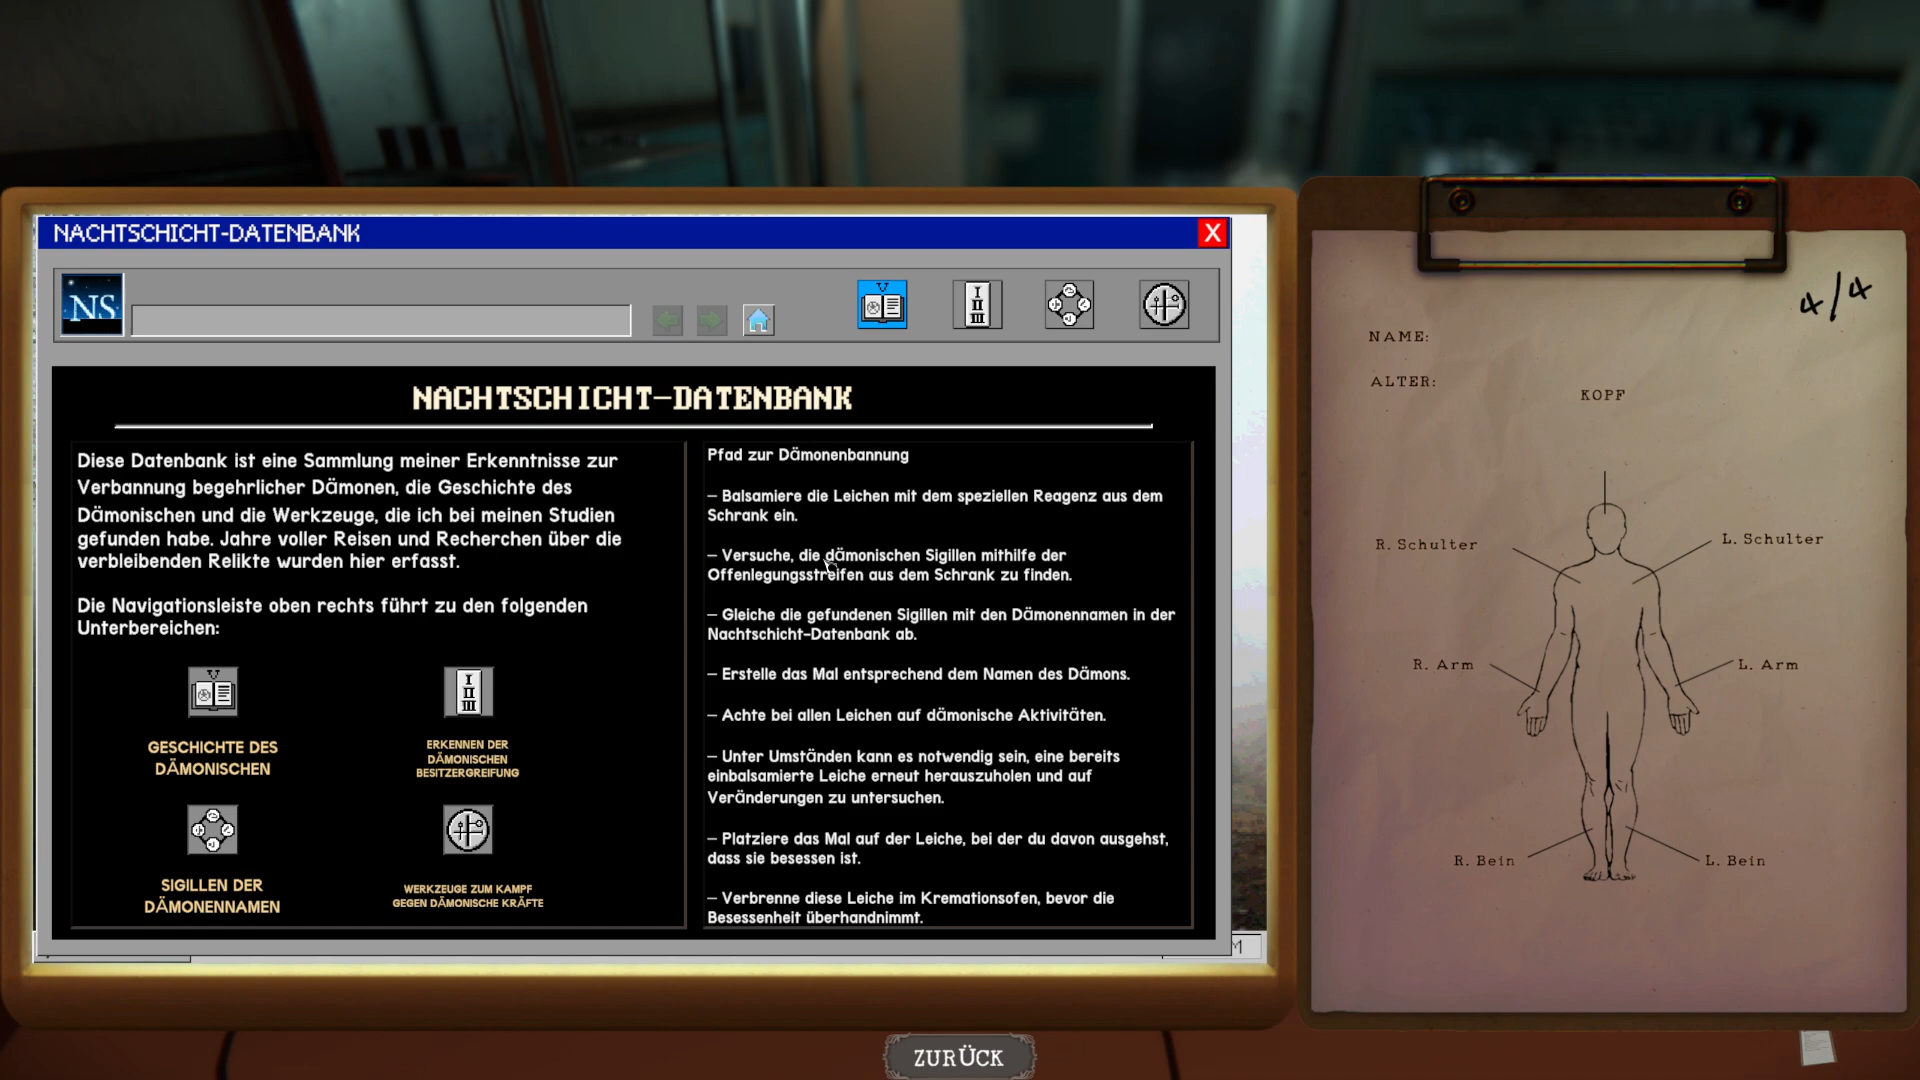 NACHTSCHICHT-DATENBANK
X
NS
NACHTSCHICHT-DATENBANK
Diese Datenbank ist eine Sammlung meiner Erkenntnisse zur
Verbannung begehrlicher Dämonen, die Geschichte des
Dämonischen und die Werkzeuge, die ich bei meinen Studien
gefunden habe. Jahre voller Reisen und Recherchen über die
verbleibenden Relikte wurden hier erfasst.
Die Navigationsleiste oben rechts führt zu den folgenden
Unterbereichen:
GESCHICHTE DES
DÄMONISCHEN
ERKENNEN DER
DÄMONISCHEN
BESITZERGREIFUNG
SIGILLEN DER
DÄMONENNAMEN
WERKZEUGE ZUM KAMPF
GEGEN DÄMONISCHE KRÄFTE
Pfad zur Dämonenbannung
– Balsamiere die Leichen mit dem speziellen Reagenz aus dem
Schrank ein.
– Versuche, die dämonischen Sigillen mithilfe der
Offenlegungsstreifen aus dem Schrank zu finden.
– Gleiche die gefundenen Sigillen mit den Dämonennamen in der
Nachtschicht-Datenbank ab.
– Erstelle das Mal entsprechend dem Namen des Dämons.
– Achte bei allen Leichen auf dämonische Aktivitäten.
– Unter Umständen kann es notwendig sein, eine bereits
einbalsamierte Leiche erneut herauszuholen und auf
Veränderungen zu untersuchen.
– Platziere das Mal auf der Leiche, bei der du davon ausgehst,
dass sie besessen ist.
– Verbrenne diese Leiche im Kremationsofen, bevor die
Besessenheit überhandnimmt.
4/4
NAME:
ALTER:
KOPF
R. Schulter
L. Schulter
R. Arm
L. Arm
R. Bein
L. Bein
ZURÜCK